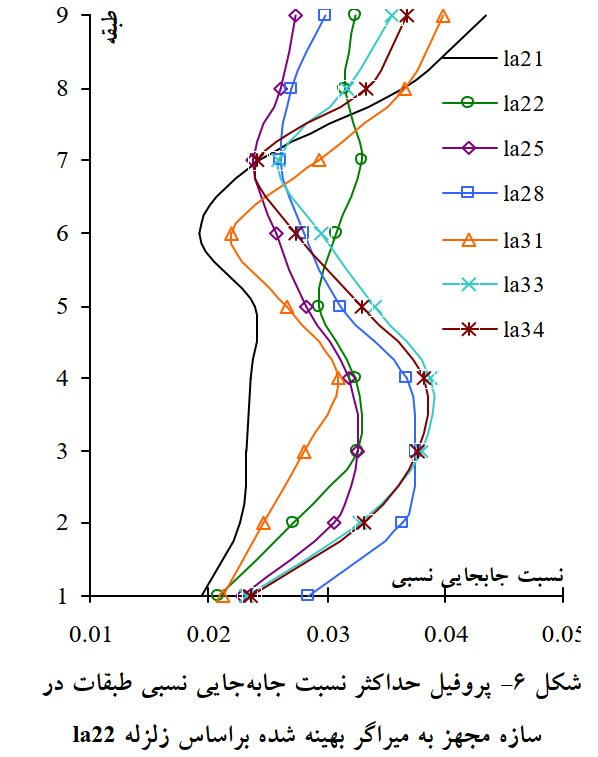 طبقه
9
8
7
6
5
4
3
2
1
la21
la22
la25
la28
la31
la33
la34
نسبت جابجایی نسبی
0.01 0.02 0.03 0.04 0.05
شکل ۶- پروفیل حداکثر نسبت جابه‌جایی نسبی طبقات در
سازه مجهز به میراگر بهینه شده براساس زلزله la22